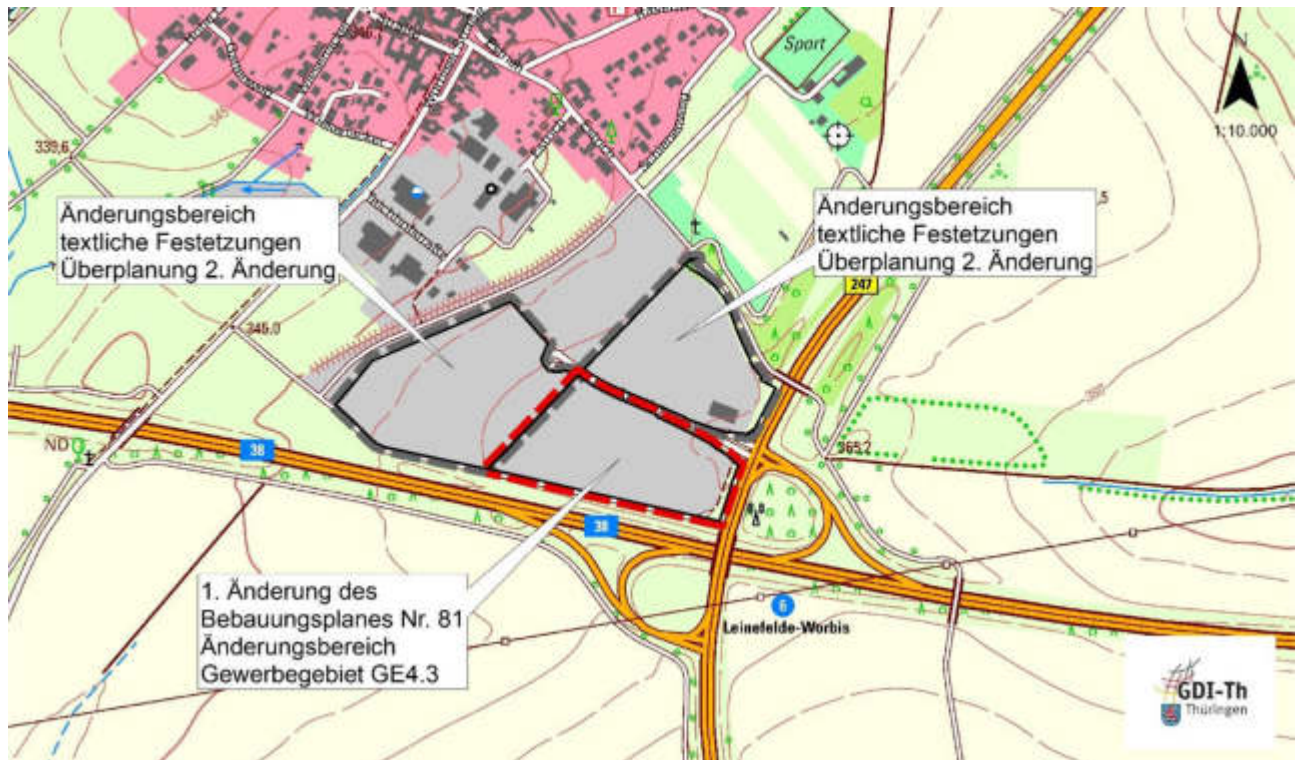 Sport
N
1:10.000
339,6
Änderungsbereich
textliche Festetzungen
Überplanung 2. Änderung
Änderungsbereich
textliche Festetzungen
Überplanung 2. Änderung
247
345.0
ND
38
365,2
38
1. Änderung des
Bebauungsplanes Nr. 81
Änderungsbereich
Gewerbegebiet GE4.3
6
Leinefelde-Worbis
GDI-Th
Thüringen